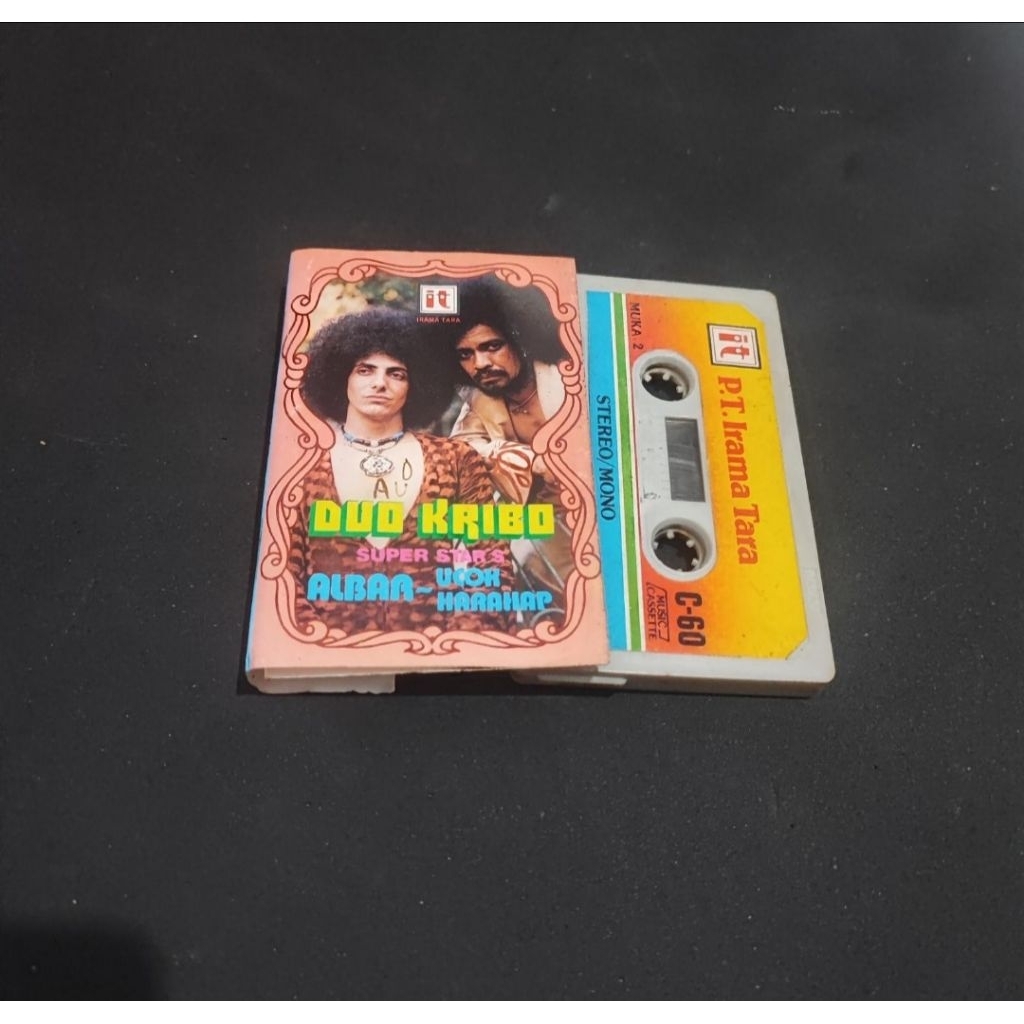 it
IRAMA TARA
A
D
U
DUO KRIBO
SUPER STAR'S
ALBAR~UCOK HARAHAP
it
P.T. Irama Tara
MUKA 2
STEREO/MONO
C-60
MUSIC
CASSETTE